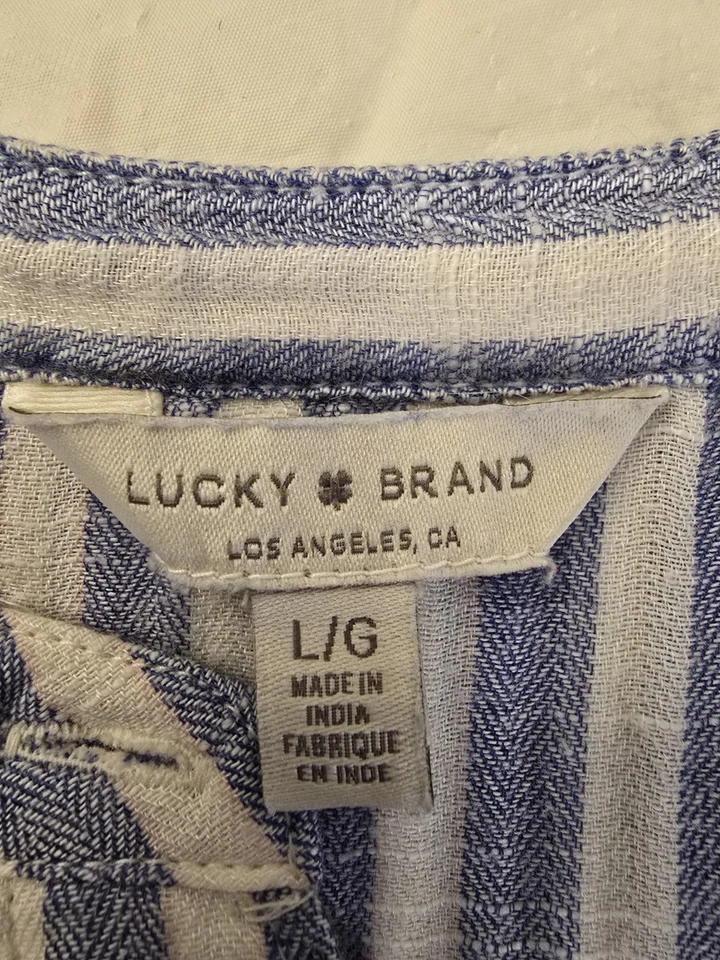 LUCKY BRAND
LOS ANGELES, CA
L/G
MADE IN
INDIA
FABRIQUE
EN INDE